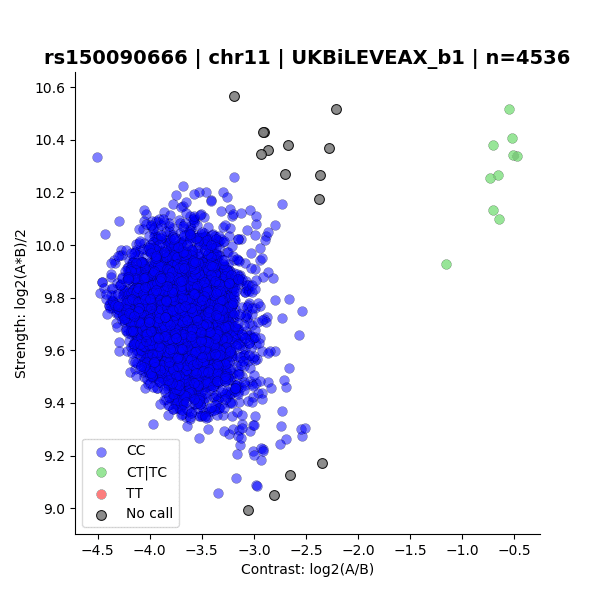 rs150090666 | chr11 | UKBiLEVEAX_b1 | n=4536
Strength: log2(A*B)/2
10.6
10.4
10.2
10.0
9.8
9.6
9.4
9.2
9.0
CC
CT|TC
TT
No call
−4.5 −4.0 −3.5 −3.0 −2.5 −2.0 −1.5 −1.0 −0.5
Contrast: log2(A/B)